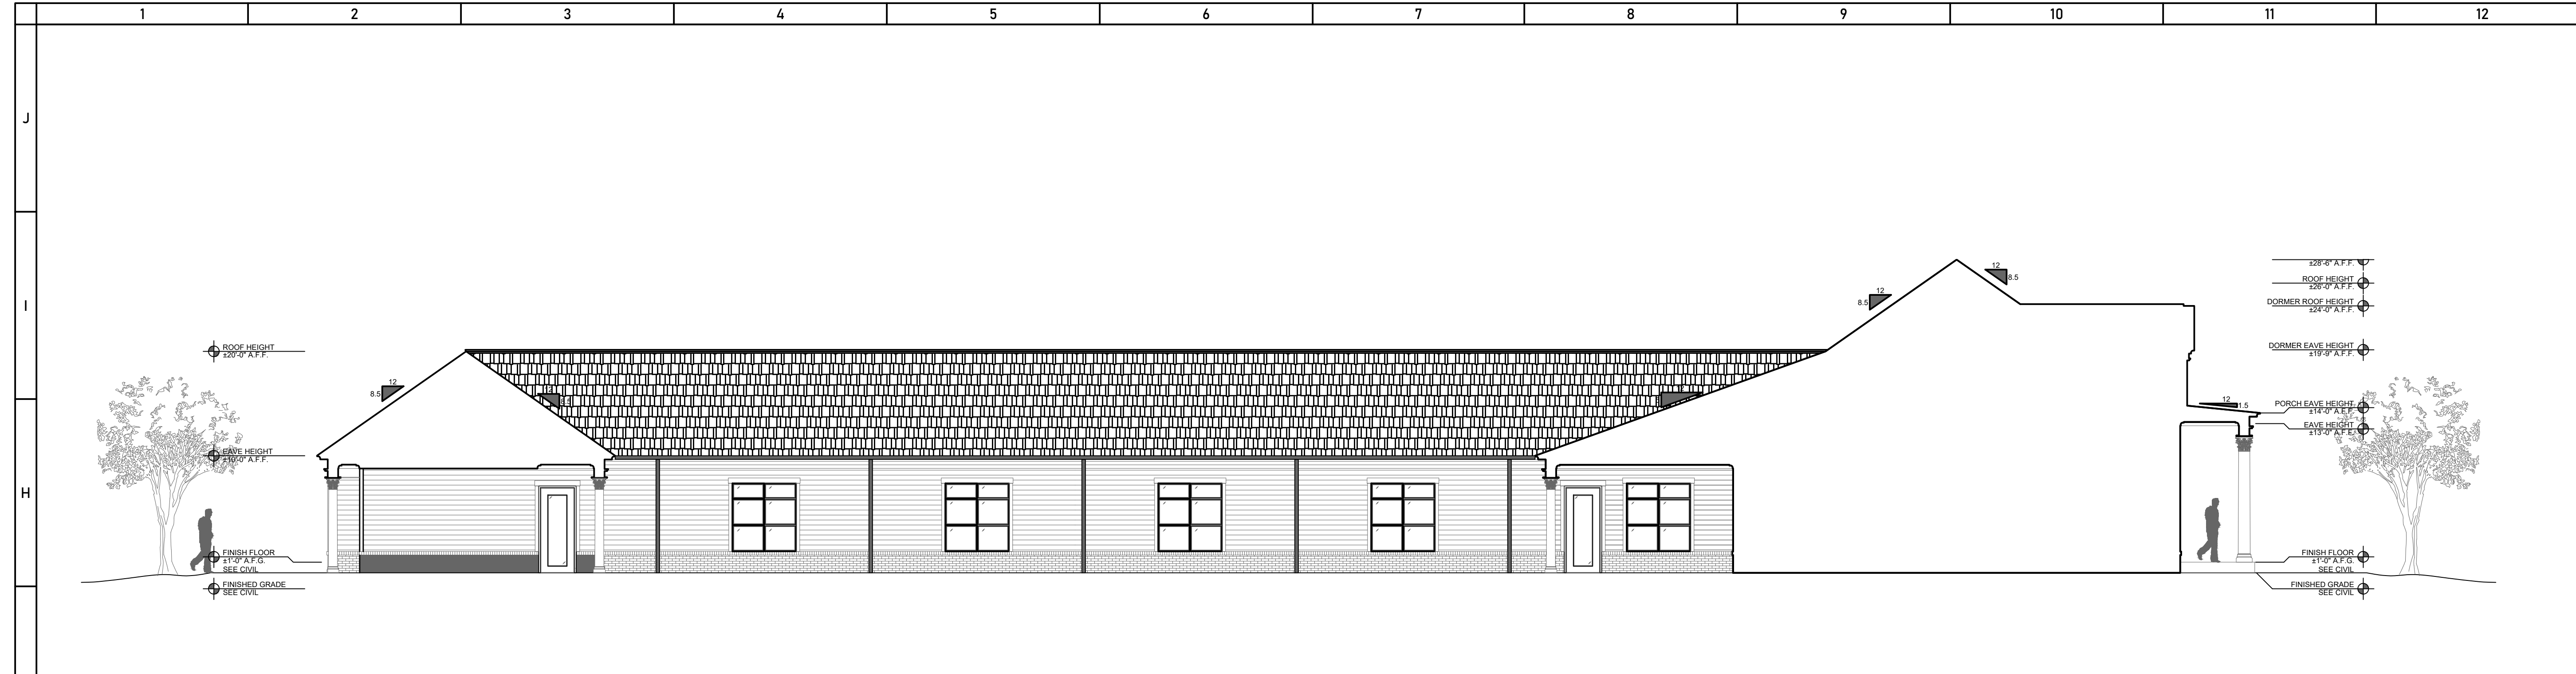 1 2 3 4 5 6 7 8 9 10 11 12
J
I
H
±28'-6" A.F.F.
ROOF HEIGHT
±26'-0" A.F.F.
DORMER ROOF HEIGHT
±24'-0" A.F.F.
DORMER EAVE HEIGHT
±19'-9" A.F.F.
PORCH EAVE HEIGHT
±14'-0" A.F.F.
EAVE HEIGHT
±13'-0" A.F.F.
FINISH FLOOR
±1'-0" A.F.G.
SEE CIVIL
FINISHED GRADE
SEE CIVIL
ROOF HEIGHT
±20'-0" A.F.F.
EAVE HEIGHT
±10'-0" A.F.F.
FINISH FLOOR
±1'-0" A.F.G.
SEE CIVIL
FINISHED GRADE
SEE CIVIL
12
8.5
12
8.5
12
12
8.5
12
8.5
12
1.5